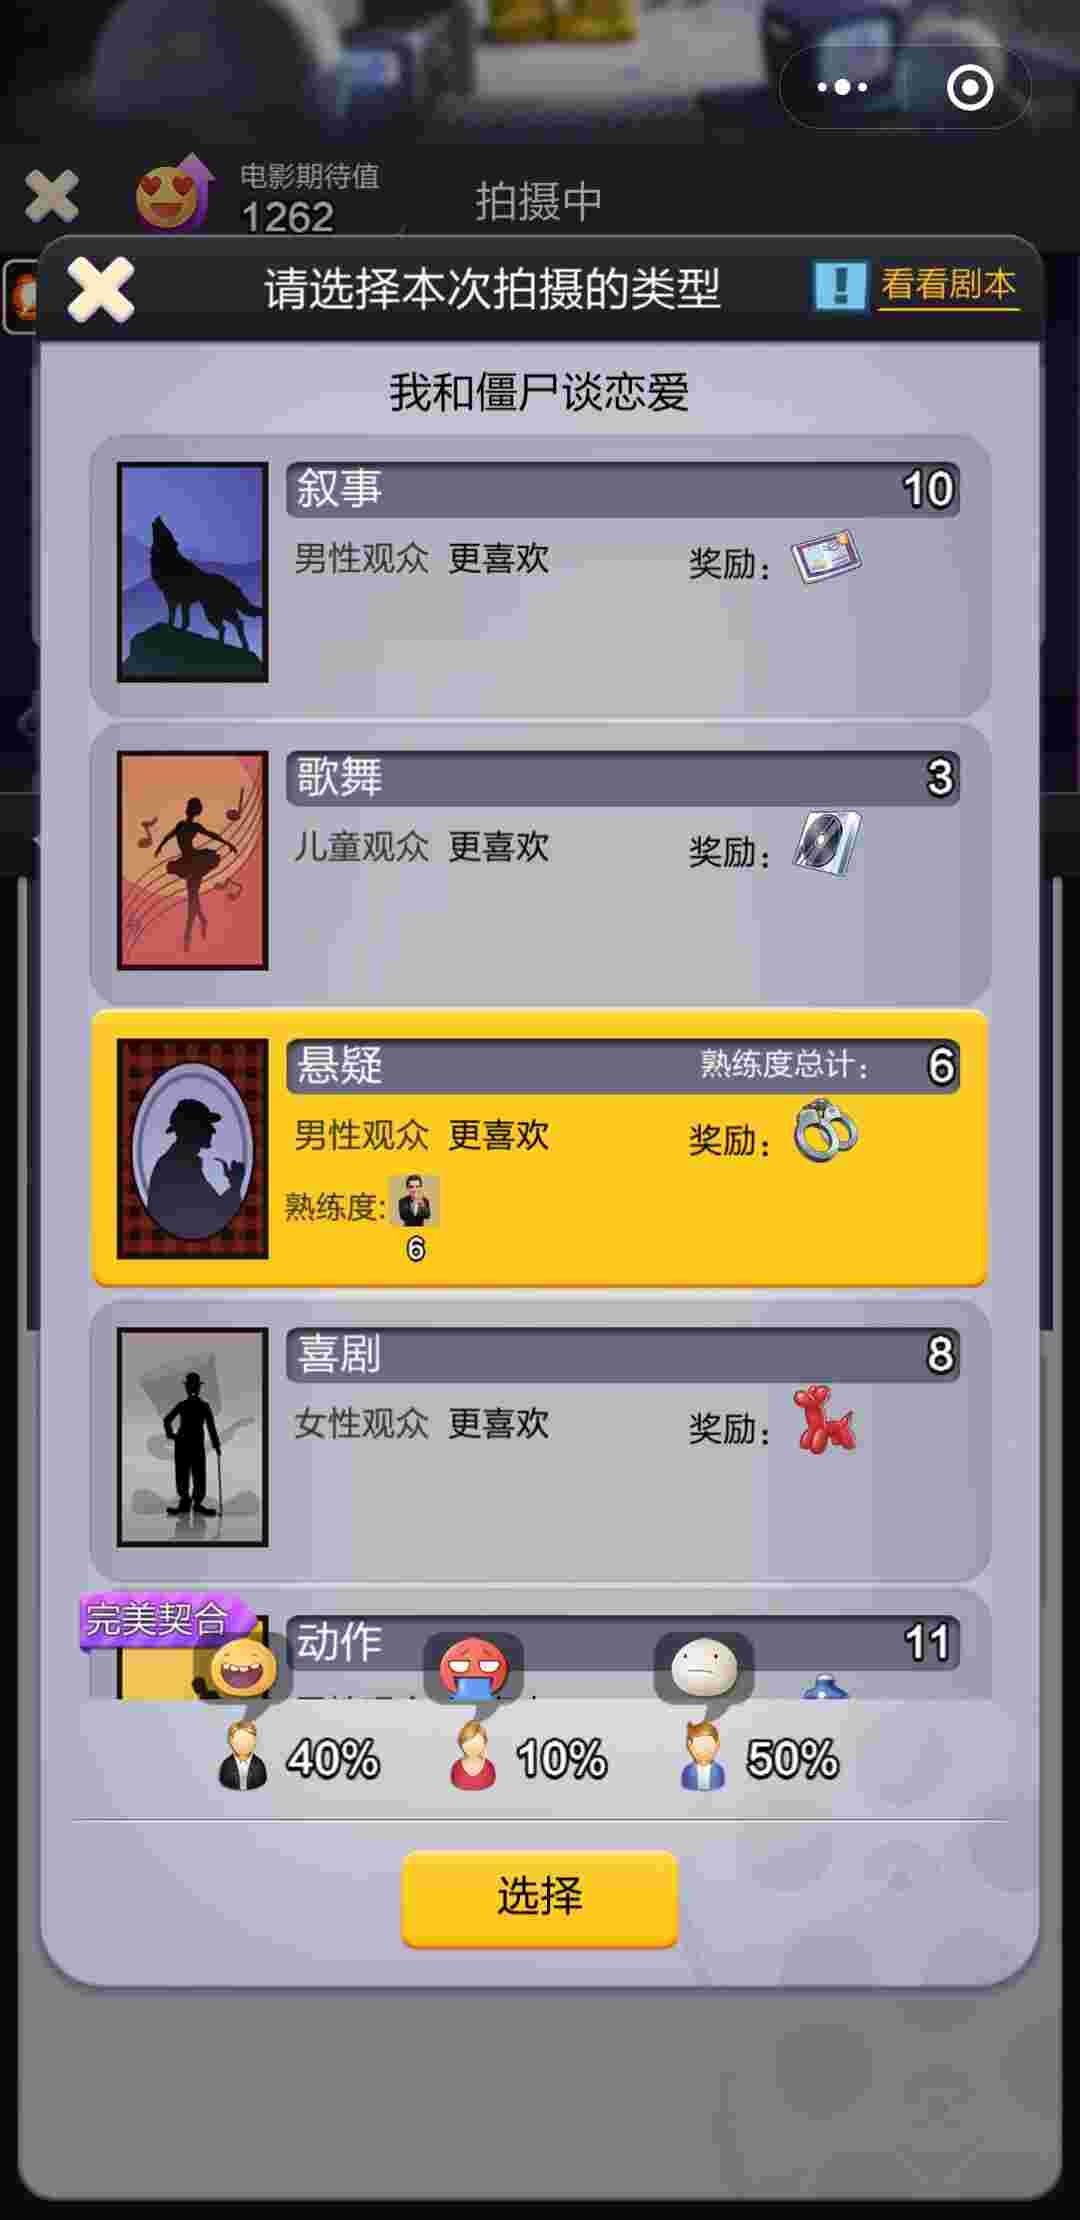 电影期待值
1262
拍摄中
请选择本次拍摄的类型
看看剧本
我和僵尸谈恋爱
叙事
10
男性观众 更喜欢
奖励：
歌舞
3
儿童观众 更喜欢
奖励：
悬疑
熟练度总计：
6
男性观众 更喜欢
奖励：
熟练度:
6
喜剧
8
女性观众 更喜欢
奖励：
完美契合
动作
11
40%
10%
50%
选择